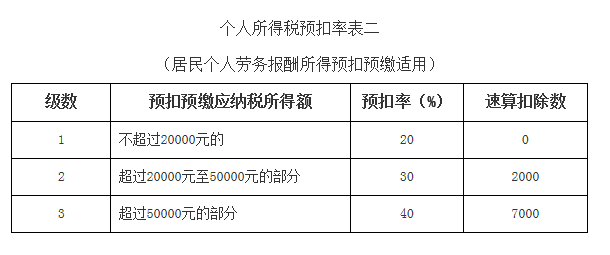 个人所得税预扣率表二
（居民个人劳务报酬所得预扣预缴适用）
级数 预扣预缴应纳税所得额 预扣率（%） 速算扣除数
1 不超过20000元的 20 0
2 超过20000元至50000元的部分 30 2000
3 超过50000元的部分 40 7000